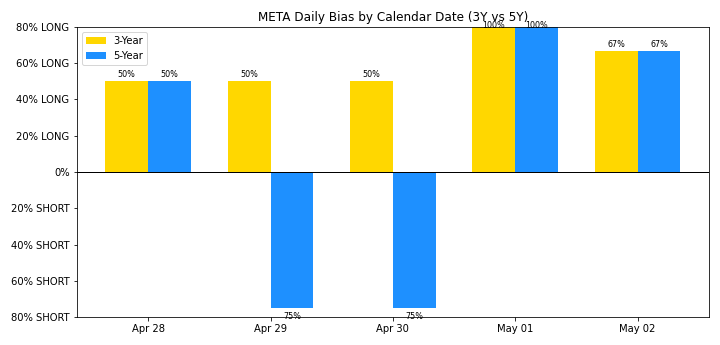 META Daily Bias by Calendar Date (3Y vs 5Y)
80% LONG
60% LONG
40% LONG
20% LONG
0%
20% SHORT
40% SHORT
60% SHORT
80% SHORT
3-Year
5-Year
50%
50%
50%
50%
100%
100%
67%
67%
75%
75%
Apr 28
Apr 29
Apr 30
May 01
May 02